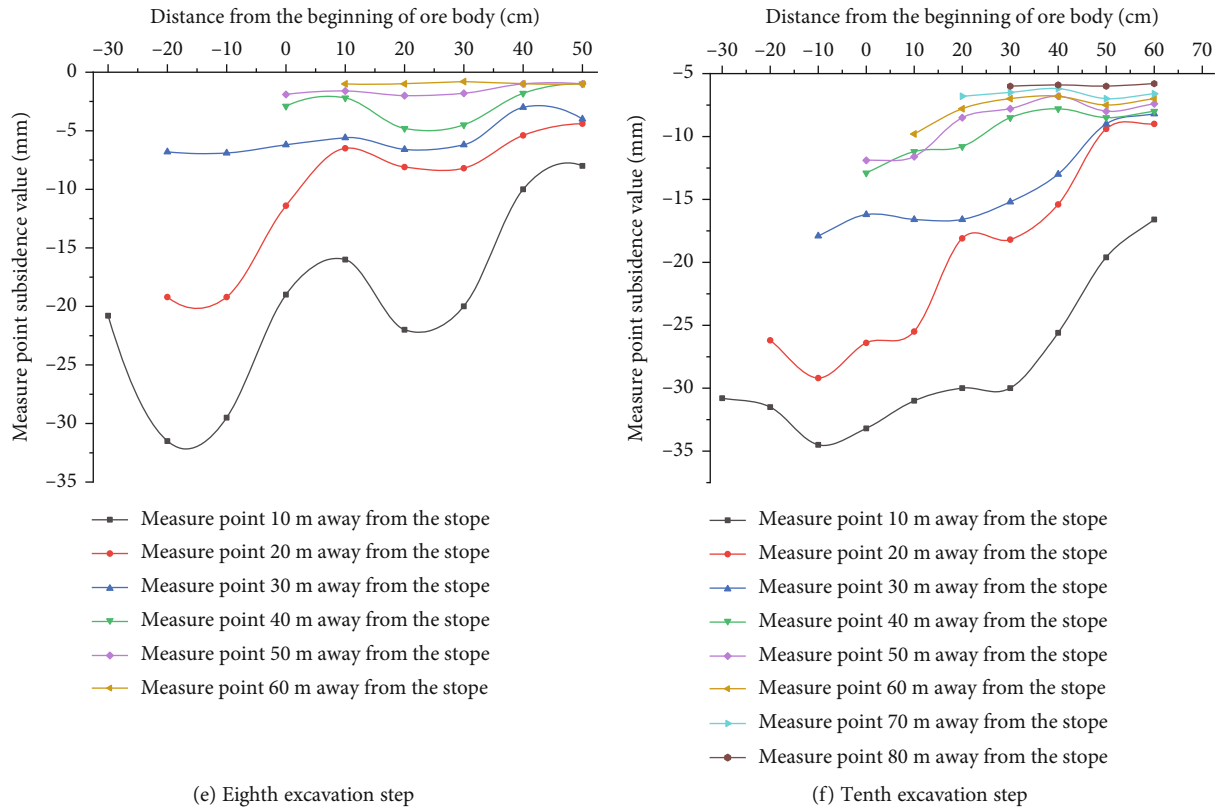 Distance from the beginning of ore body (cm)
−30 −20 −10 0 10 20 30 40 50
0
−5
−10
−15
−20
−25
−30
−35
Measure point subsidence value (mm)
Measure point 10 m away from the stope
Measure point 20 m away from the stope
Measure point 30 m away from the stope
Measure point 40 m away from the stope
Measure point 50 m away from the stope
Measure point 60 m away from the stope
(e) Eighth excavation step
Distance from the beginning of ore body (cm)
−30 −20 −10 0 10 20 30 40 50 60 70
−5
−10
−15
−20
−25
−30
−35
Measure point subsidence value (mm)
Measure point 10 m away from the stope
Measure point 20 m away from the stope
Measure point 30 m away from the stope
Measure point 40 m away from the stope
Measure point 50 m away from the stope
Measure point 60 m away from the stope
Measure point 70 m away from the stope
Measure point 80 m away from the stope
(f) Tenth excavation step